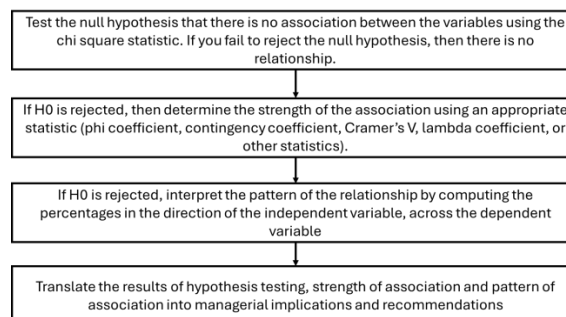 Test the null hypothesis that there is no association between the variables using the
chi square statistic. If you fail to reject the null hypothesis, then there is no
relationship.
If H0 is rejected, then determine the strength of the association using an appropriate
statistic (phi coefficient, contingency coefficient, Cramer's V, lambda coefficient, or
other statistics).
If H0 is rejected, interpret the pattern of the relationship by computing the
percentages in the direction of the independent variable, across the dependent
variable
Translate the results of hypothesis testing, strength of association and pattern of
association into managerial implications and recommendations